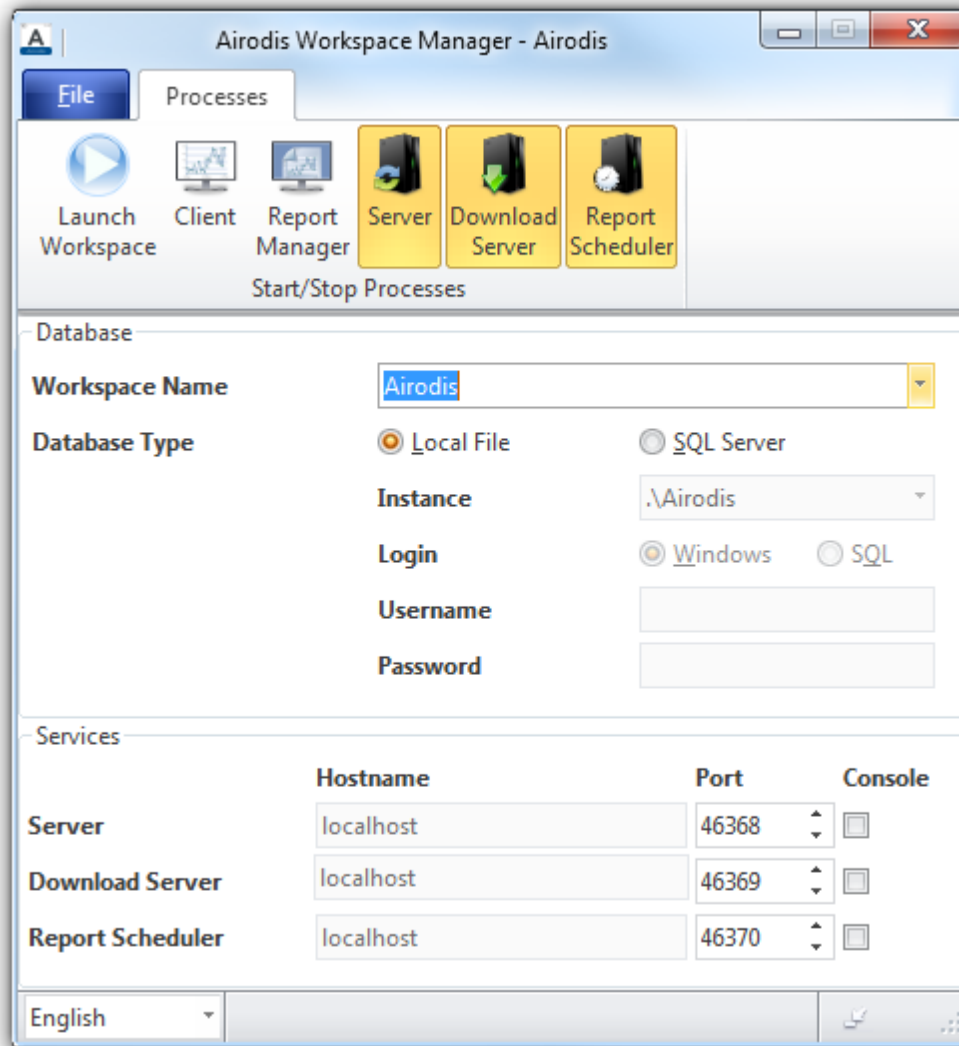 A
Airodis Workspace Manager - Airodis
File Processes
Launch Workspace
Client
Report Manager
Server
Download Server
Report Scheduler
Start/Stop Processes
Database
Workspace Name Airodis
Database Type Local File SQL Server
Instance .\Airodis
Login Windows SQL
Username
Password
Services
Hostname Port Console
Server localhost 46368
Download Server localhost 46369
Report Scheduler localhost 46370
English